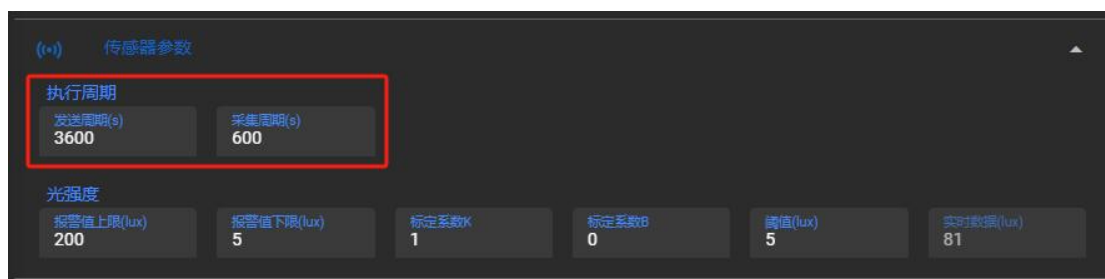 传感器参数
执行周期
发送周期(s) 采集周期(s)
3600 600
光强度
报警值上限(lux) 报警值下限(lux) 标定系数K 标定系数B 阈值(lux) 实时数据(lux)
200 5 1 0 5 81